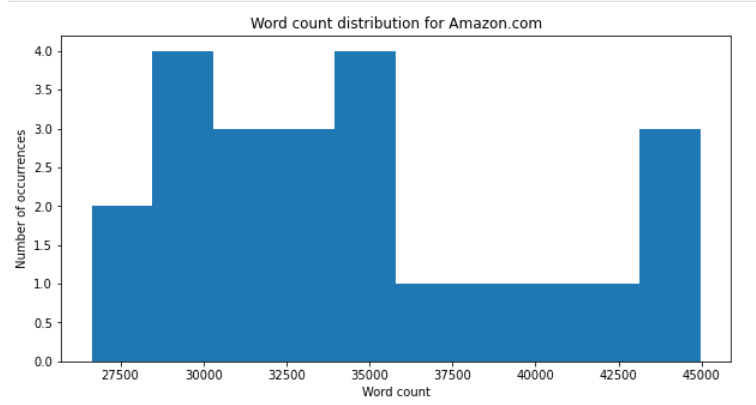 Word count distribution for Amazon.com
4.0
3.5
3.0
2.5
2.0
1.5
1.0
0.5
0.0
Number of occurrences
27500 30000 32500 35000 37500 40000 42500 45000
Word count